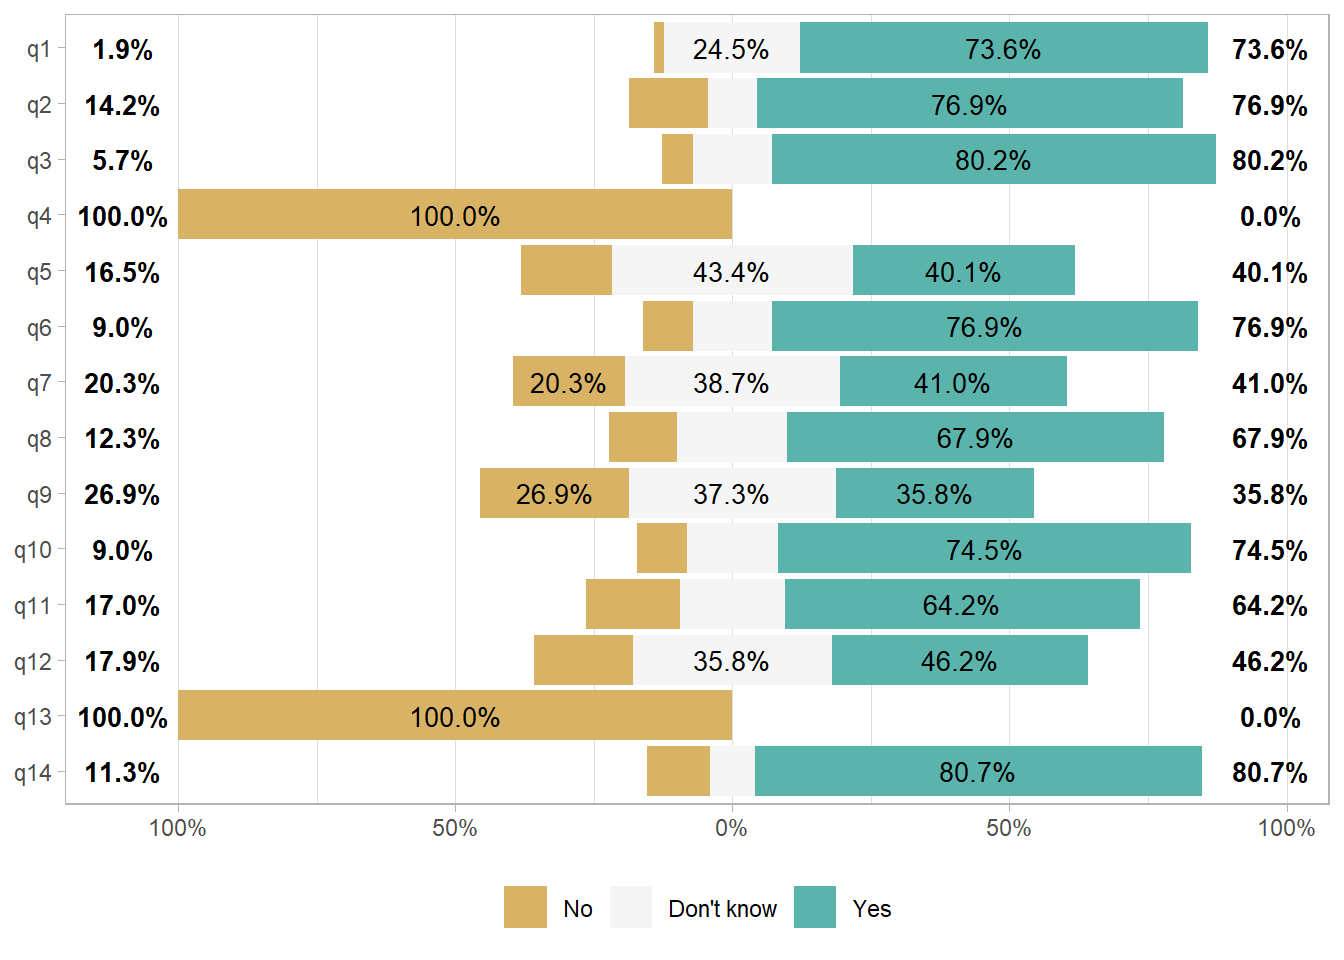 q1 1.9% 24.5% 73.6% 73.6%
q2 14.2% 76.9% 76.9%
q3 5.7% 80.2% 80.2%
q4 100.0% 100.0% 0.0%
q5 16.5% 43.4% 40.1% 40.1%
q6 9.0% 76.9% 76.9%
q7 20.3% 20.3% 38.7% 41.0% 41.0%
q8 12.3% 67.9% 67.9%
q9 26.9% 26.9% 37.3% 35.8% 35.8%
q10 9.0% 74.5% 74.5%
q11 17.0% 64.2% 64.2%
q12 17.9% 35.8% 46.2% 46.2%
q13 100.0% 100.0% 0.0%
q14 11.3% 80.7% 80.7%
100% 50% 0% 50% 100%
No Don't know Yes